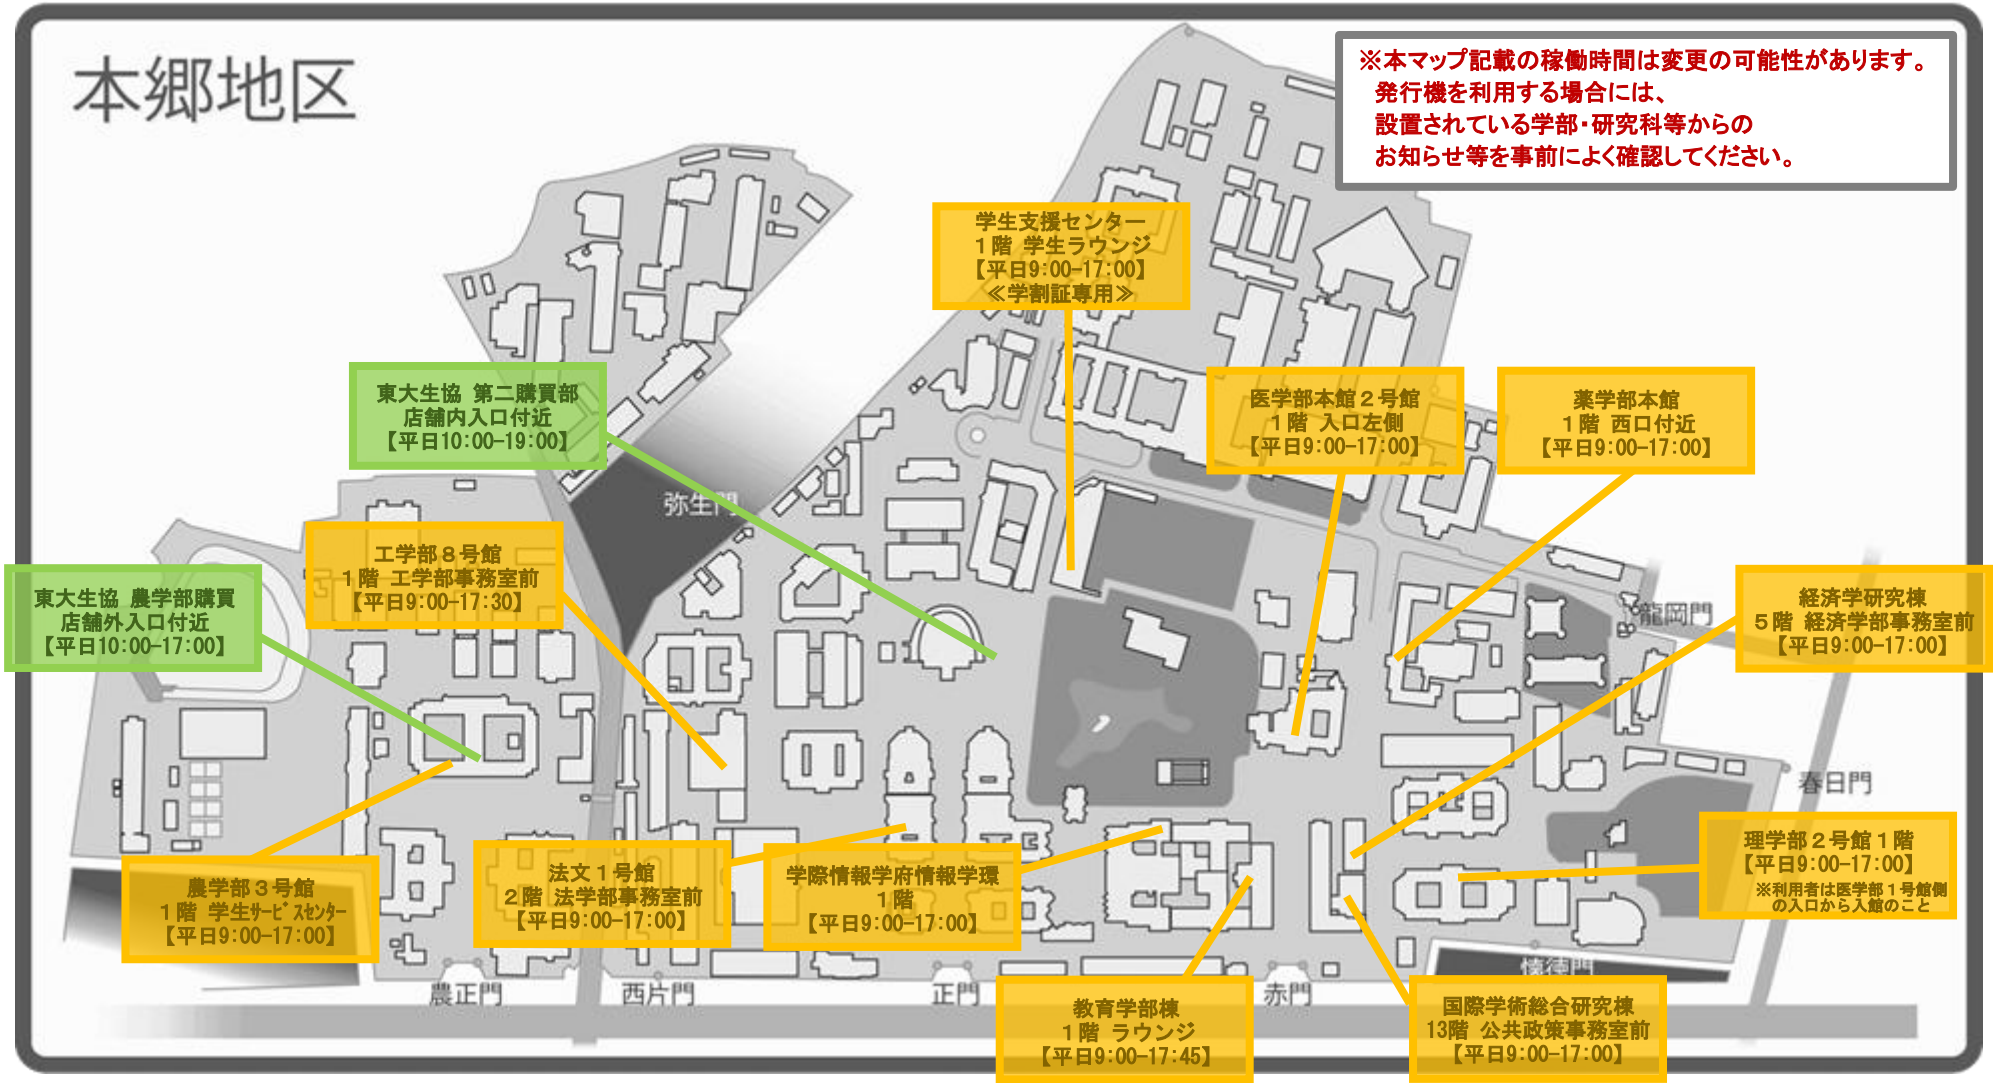 本郷地区
※本マップ記載の稼働時間は変更の可能性があります。
発行機を利用する場合には、
設置されている学部・研究科等からの
お知らせ等を事前によく確認してください。
学生支援センター
1階 学生ラウンジ
【平日9:00-17:00】
≪学割証専用≫
東大生協 第二購買部
店舗内入口付近
【平日10:00-19:00】
医学部本館2号館
1階 入口左側
【平日9:00-17:00】
薬学部本館
1階 西口付近
【平日9:00-17:00】
弥生門
工学部8号館
1階 工学部事務室前
【平日9:00-17:30】
東大生協 農学部購買
店舗外入口付近
【平日10:00-17:00】
龍岡門
経済学研究棟
5階 経済学部事務室前
【平日9:00-17:00】
春日門
理学部2号館1階
【平日9:00-17:00】
※利用者は医学部1号館側
の入口から入館のこと
農学部3号館
1階 学生サービスセンター
【平日9:00-17:00】
法文1号館
2階 法学部事務室前
【平日9:00-17:00】
学際情報学府情報学環
1階
【平日9:00-17:00】
懐徳門
農正門
西片門
正門
赤門
教育学部棟
1階 ラウンジ
【平日9:00-17:45】
国際学術総合研究棟
13階 公共政策事務室前
【平日9:00-17:00】